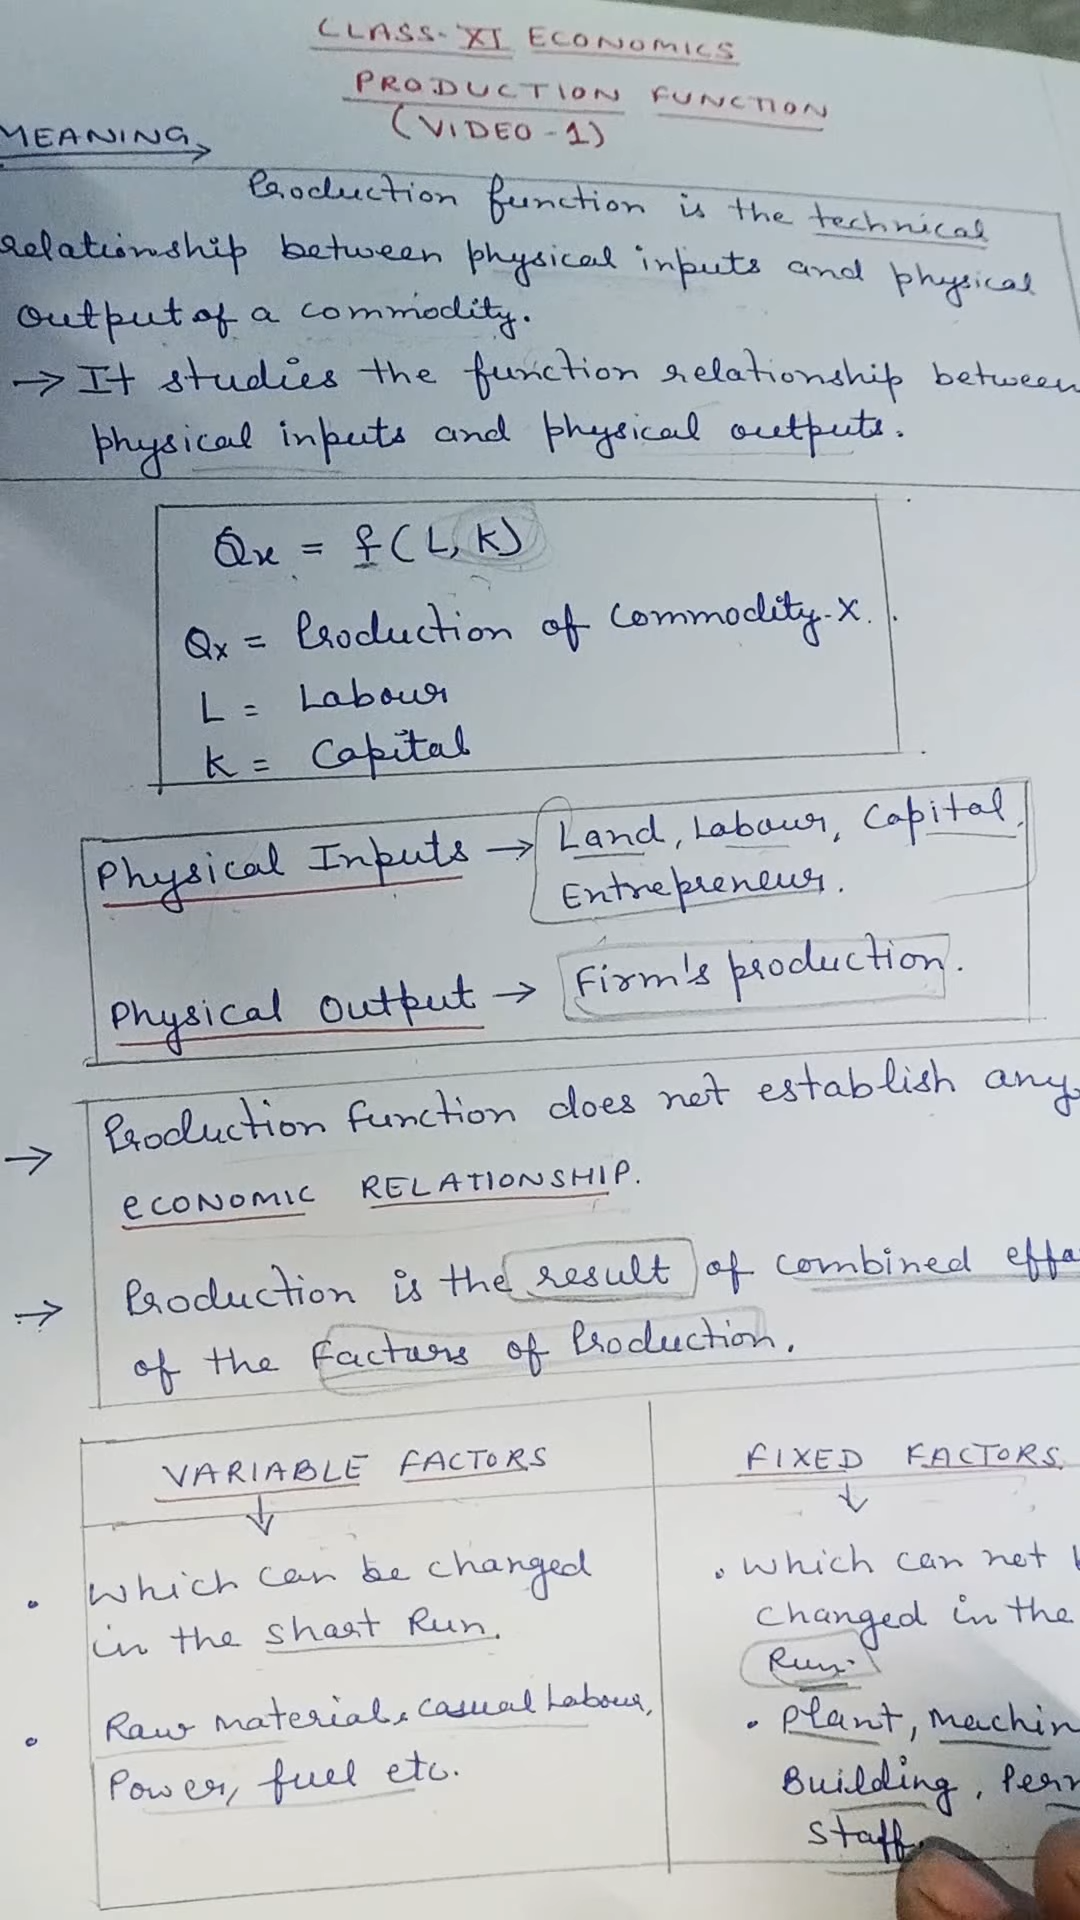 CLASS-XI ECONOMICS
PRODUCTION FUNCTION
(VIDEO-1)
MEANING
Production function is the technical
relationship between physical inputs and physical
output of a commodity.
→ It studies the function relationship between
physical inputs and physical outputs.
Qx = f(L, K)
Qx = Production of Commodity-X.
L = Labour
K = Capital
Physical Inputs → Land, Labour, Capital,
Entrepreneur.
Physical Output → Firm's production.
→ Production function does not establish any
ECONOMIC RELATIONSHIP.
→ Production is the result of combined
of the Factors of Production.
VARIABLE FACTORS
• Which can be changed
in the short Run.
• Raw material, casual Labour,
Power, fuel etc.
FIXED FACTORS.
• Which can not
changed in the
Run.
• Plant,
Building,
staff.